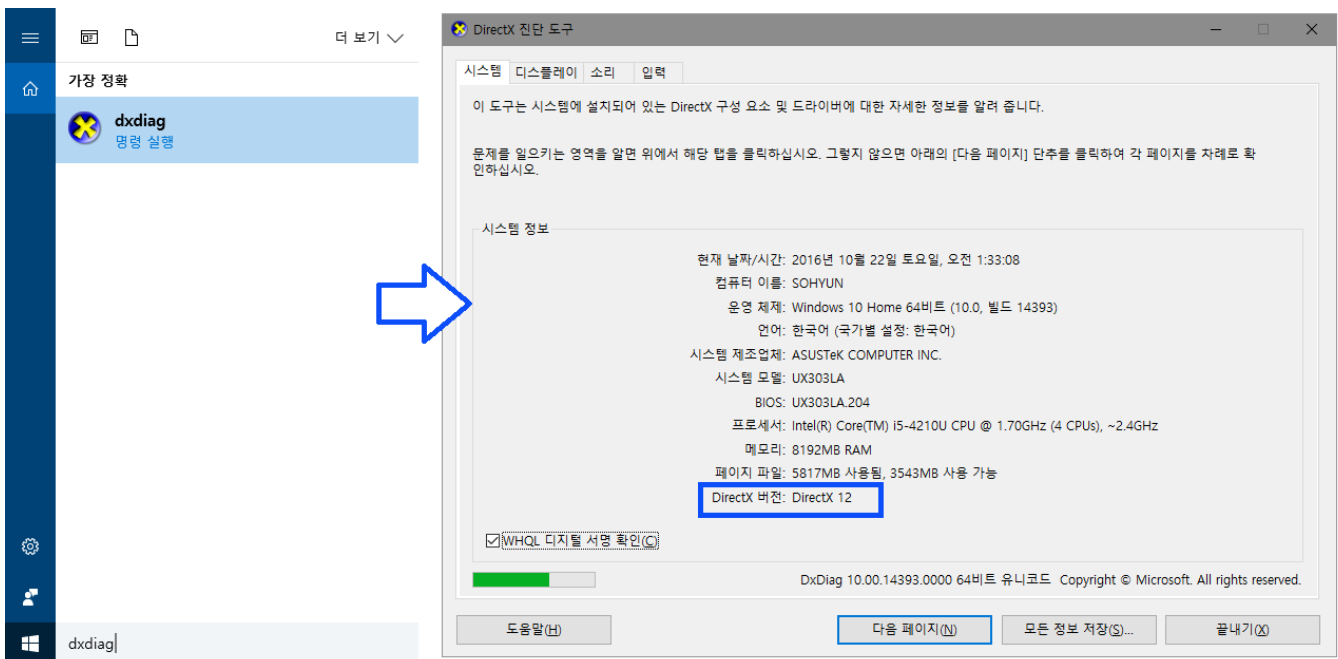 더 보기
가장 정확
dxdiag
명령 실행
dxdiag
DirectX 진단 도구
시스템 디스플레이 소리 입력
이 도구는 시스템에 설치되어 있는 DirectX 구성 요소 및 드라이버에 대한 자세한 정보를 알려 줍니다.
문제를 일으키는 영역을 알면 위에서 해당 탭을 클릭하십시오. 그렇지 않으면 아래의 [다음 페이지] 단추를 클릭하여 각 페이지를 차례로 확
인하십시오.
시스템 정보
현재 날짜/시간: 2016년 10월 22일 토요일, 오전 1:33:08
컴퓨터 이름: SOHYUN
운영 체제: Windows 10 Home 64비트 (10.0, 빌드 14393)
언어: 한국어 (국가별 설정: 한국어)
시스템 제조업체: ASUSTeK COMPUTER INC.
시스템 모델: UX303LA
BIOS: UX303LA.204
프로세서: Intel(R) Core(TM) i5-4210U CPU @ 1.70GHz (4 CPUs), ~2.4GHz
메모리: 8192MB RAM
페이지 파일: 5817MB 사용됨, 3543MB 사용 가능
DirectX 버전: DirectX 12
WHQL 디지털 서명 확인(C)
DxDiag 10.00.14393.0000 64비트 유니코드 Copyright © Microsoft. All rights reserved.
도움말(H) 다음 페이지(N) 모든 정보 저장(S)... 끝내기(X)